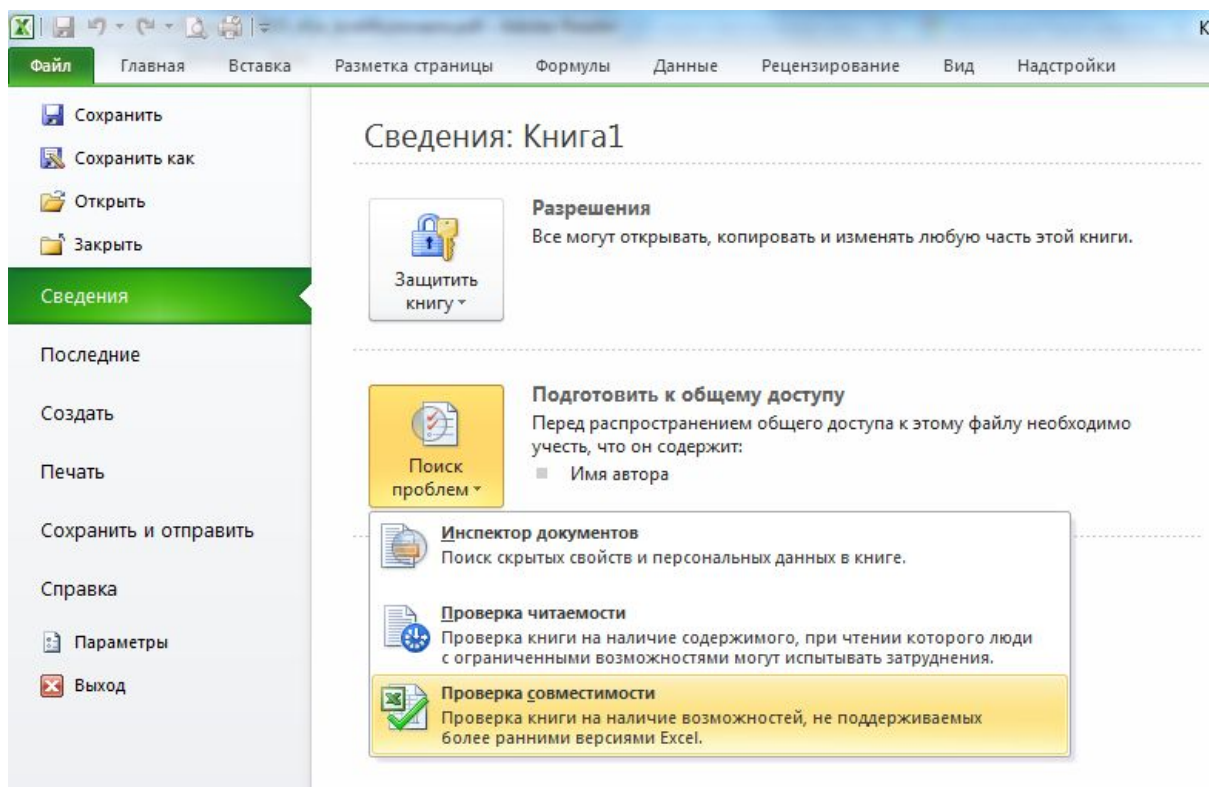 К
Файл Главная Вставка Разметка страницы Формулы Данные Рецензирование Вид Надстройки
Сохранить
Сохранить как
Открыть
Закрыть
Сведения
Последние
Создать
Печать
Сохранить и отправить
Справка
Параметры
Выход
Сведения: Книга1
Защитить
книгу
Разрешения
Все могут открывать, копировать и изменять любую часть этой книги.
Поиск
проблем
Подготовить к общему доступу
Перед распространением общего доступа к этому файлу необходимо
учесть, что он содержит:
Имя автора
Инспектор документов
Поиск скрытых свойств и персональных данных в книге.
Проверка читаемости
Проверка книги на наличие содержимого, при чтении которого люди
с ограниченными возможностями могут испытывать затруднения.
Проверка совместимости
Проверка книги на наличие возможностей, не поддерживаемых
более ранними версиями Excel.